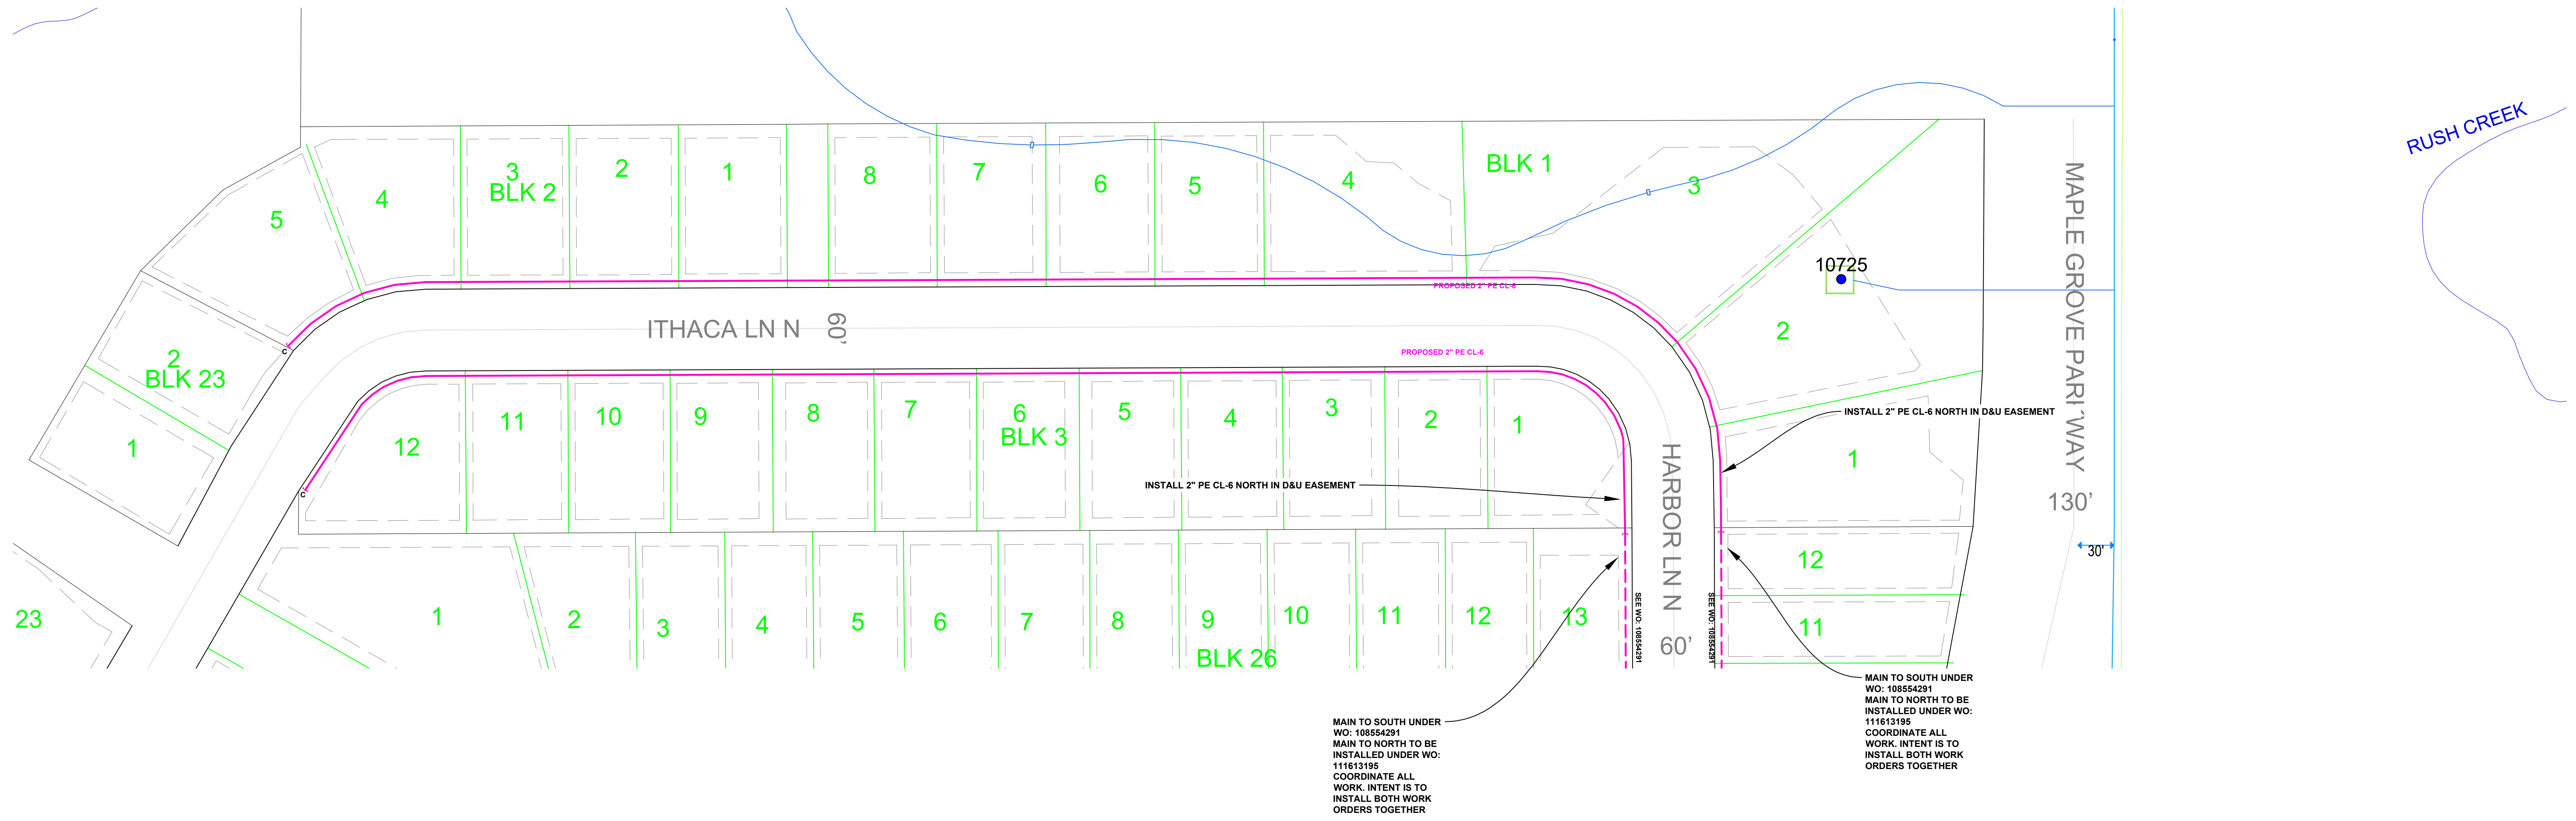 RUSH CREEK
BLK 1
3
BLK 2
2
1
8
7
6
5
4
3
4
5
10725
MAPLE GROVE PARKWAY
PROPOSED 2" PE CL-6
ITHACA LN N
60'
2
C
2
BLK 23
1
PROPOSED 2" PE CL-6
INSTALL 2" PE CL-6 NORTH IN D&U EASEMENT
12
11
10
9
8
7
6
BLK 3
5
4
3
2
1
1
C
INSTALL 2" PE CL-6 NORTH IN D&U EASEMENT
HARBOR LN N
60'
130'
30'
12
11
23
1
2
3
4
5
6
7
8
9
10
11
12
13
BLK 26
SEE WO: 108554291
SEE WO: 108554291
MAIN TO SOUTH UNDER
WO: 108554291
MAIN TO NORTH TO BE
INSTALLED UNDER WO:
111613195
COORDINATE ALL
WORK. INTENT IS TO
INSTALL BOTH WORK
ORDERS TOGETHER
MAIN TO SOUTH UNDER
WO: 108554291
MAIN TO NORTH TO BE
INSTALLED UNDER WO:
111613195
COORDINATE ALL
WORK. INTENT IS TO
INSTALL BOTH WORK
ORDERS TOGETHER